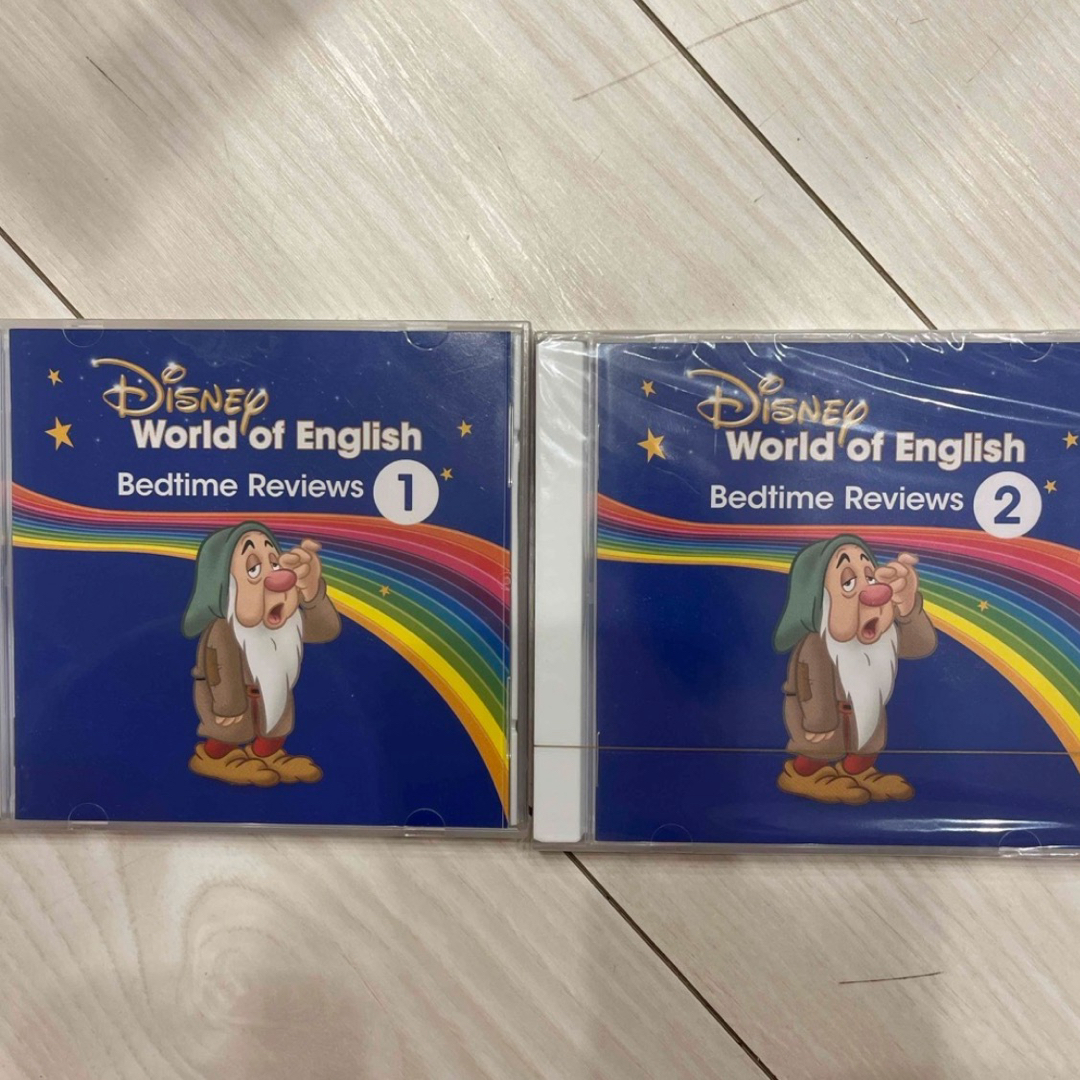 Disney
World of English
Bedtime Reviews 1
Disney
World of English
Bedtime Reviews 2